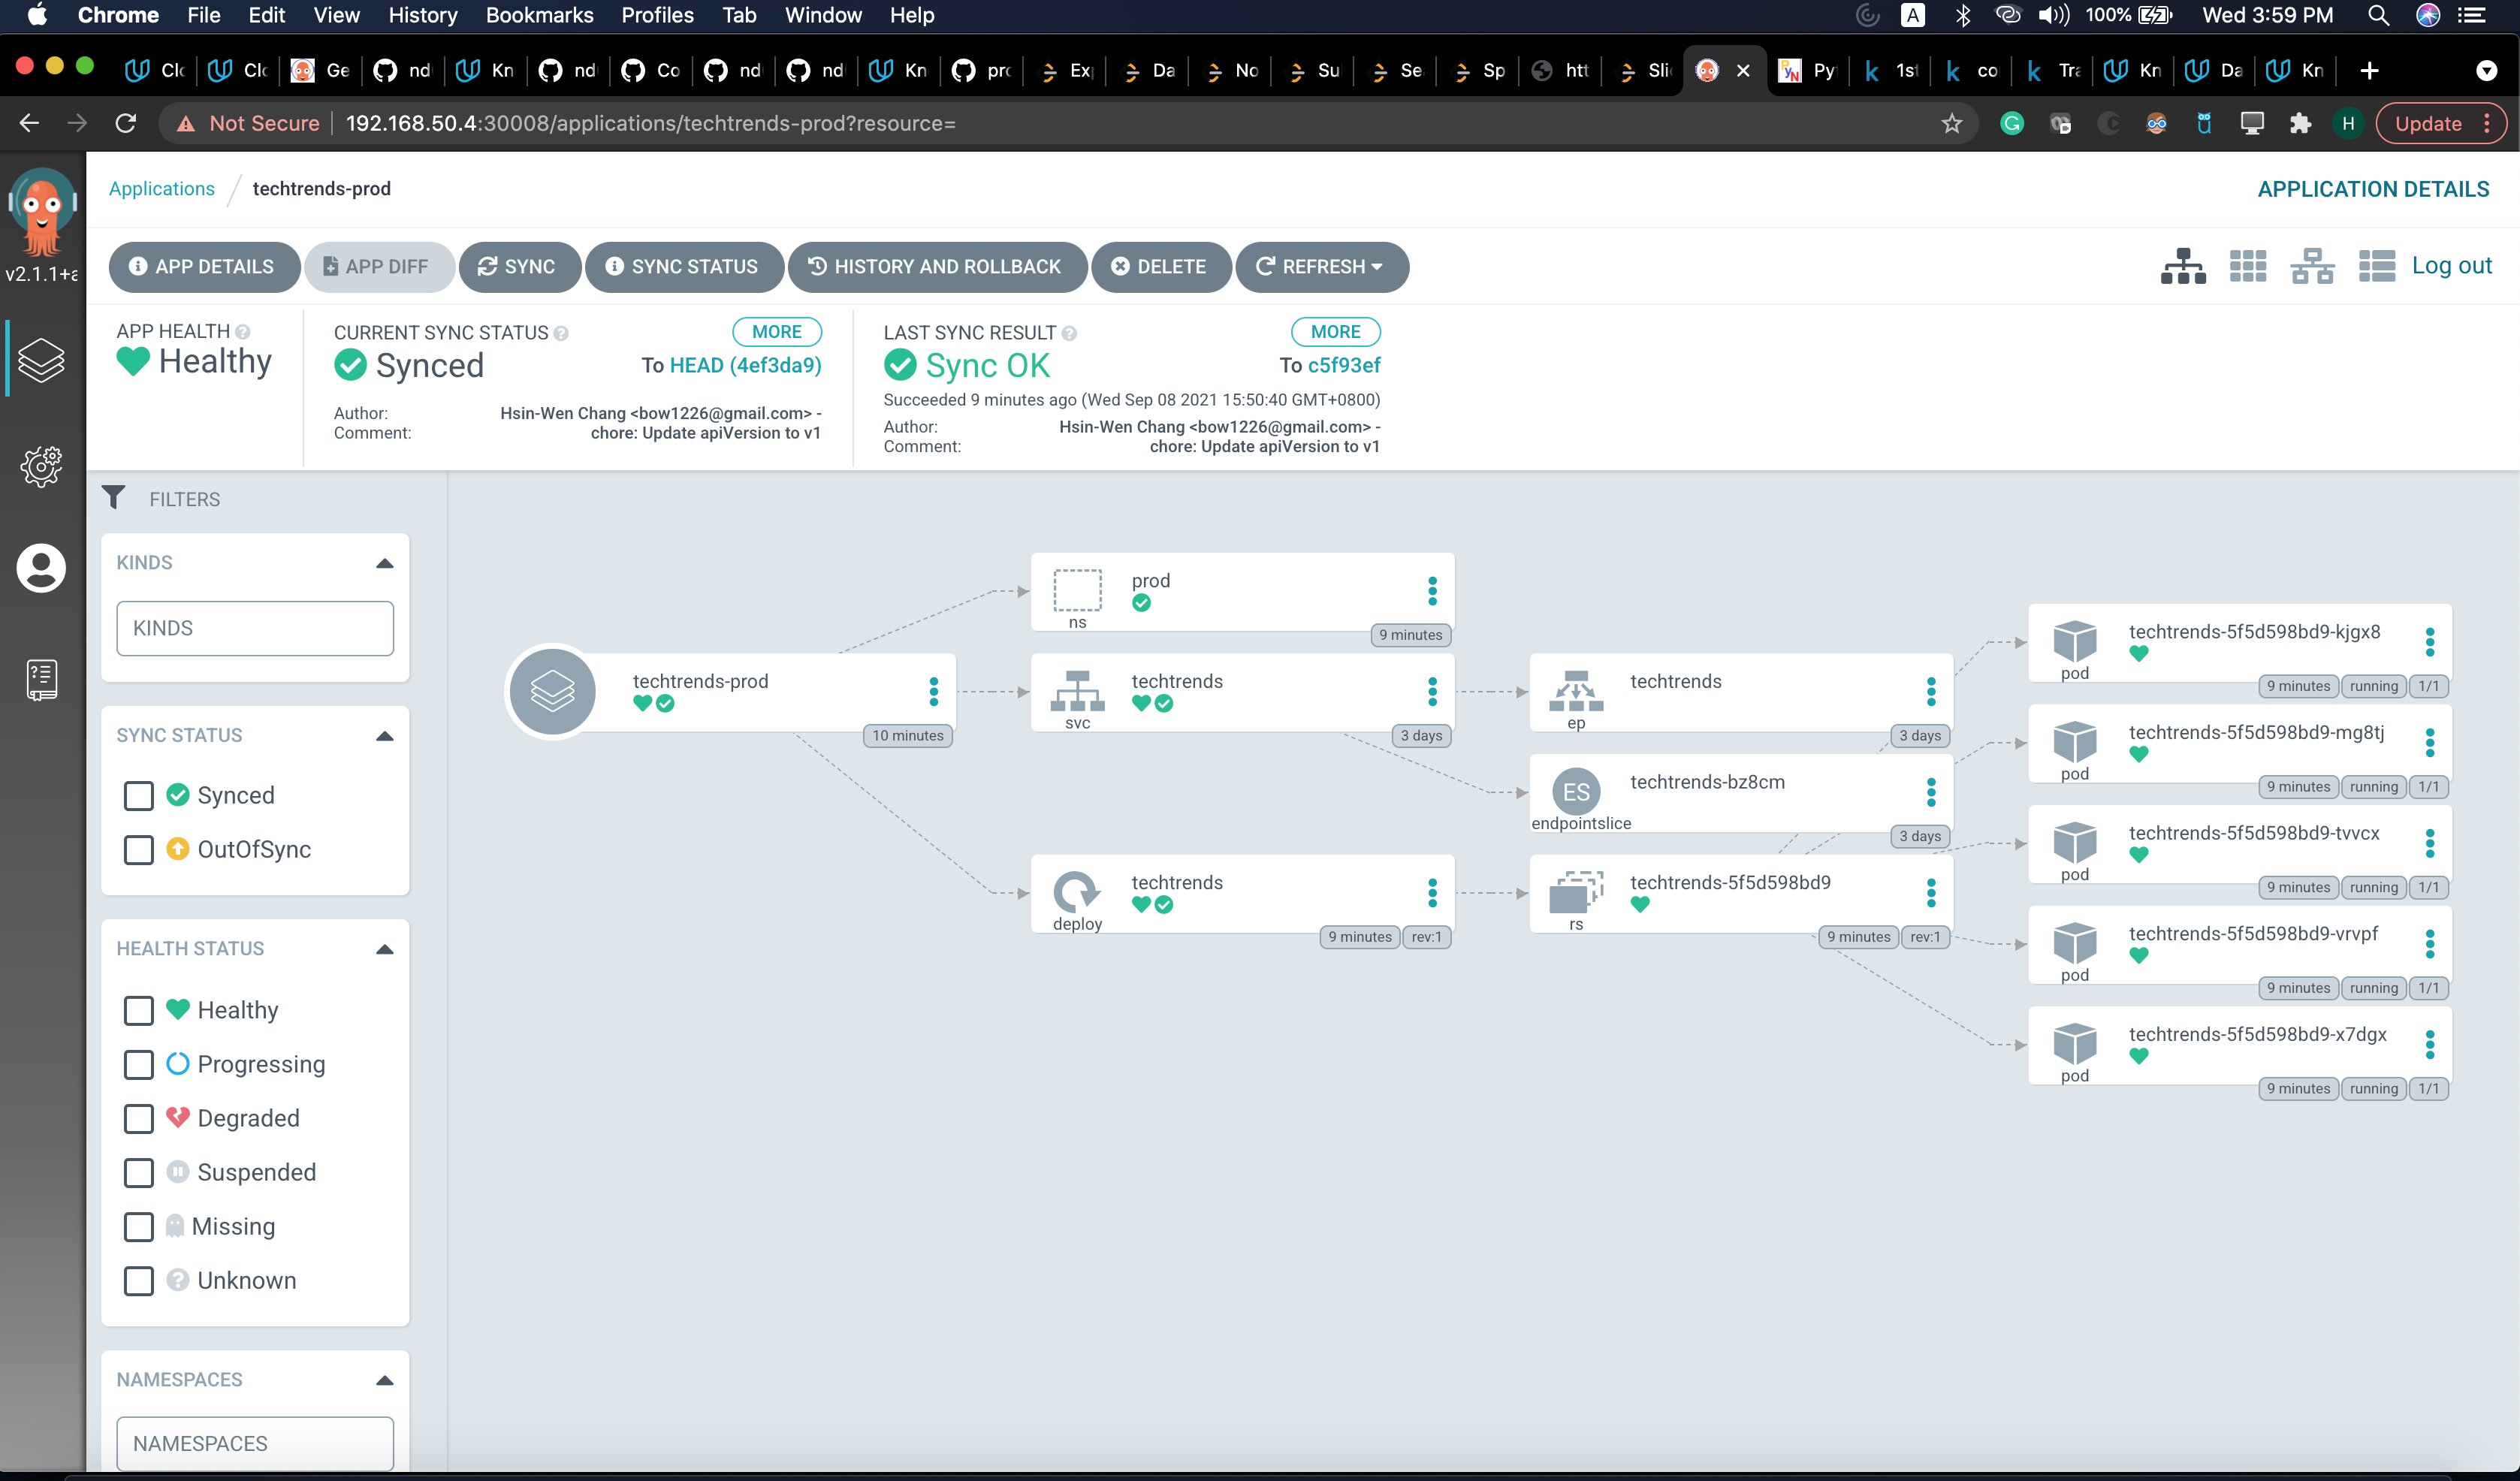 Chrome File Edit View History Bookmarks Profiles Tab Window Help A 100% Wed 3:59 PM
Clo Clo Ge nd Kn nd Co nd nd Kn pro Exp Da No Su Se Sp htt Slic Pyt 1st co Tra Kn Da Kn
Not Secure 192.168.50.4:30008/applications/techtrends-prod?resource= H Update
Applications / techtrends-prod APPLICATION DETAILS
v2.1.1+a
APP DETAILS APP DIFF SYNC SYNC STATUS HISTORY AND ROLLBACK DELETE REFRESH Log out
APP HEALTH
Healthy
CURRENT SYNC STATUS MORE
Synced To HEAD (4ef3da9)
Author: Hsin-Wen Chang <bow1226@gmail.com> -
Comment: chore: Update apiVersion to v1
LAST SYNC RESULT MORE
Sync OK To c5f93ef
Succeeded 9 minutes ago (Wed Sep 08 2021 15:50:40 GMT+0800)
Author: Hsin-Wen Chang <bow1226@gmail.com> -
Comment: chore: Update apiVersion to v1
FILTERS
KINDS
KINDS
SYNC STATUS
Synced
OutOfSync
HEALTH STATUS
Healthy
Progressing
Degraded
Suspended
Missing
Unknown
NAMESPACES
NAMESPACES
techtrends-prod
10 minutes
prod
ns
9 minutes
techtrends
svc
3 days
techtrends
deploy
9 minutes rev:1
techtrends
ep
3 days
ES
techtrends-bz8cm
endpointslice
3 days
techtrends-5f5d598bd9
rs
9 minutes rev:1
techtrends-5f5d598bd9-kjgx8
pod
9 minutes running 1/1
techtrends-5f5d598bd9-mg8tj
pod
9 minutes running 1/1
techtrends-5f5d598bd9-tvvcx
pod
9 minutes running 1/1
techtrends-5f5d598bd9-vrvpf
pod
9 minutes running 1/1
techtrends-5f5d598bd9-x7dgx
pod
9 minutes running 1/1